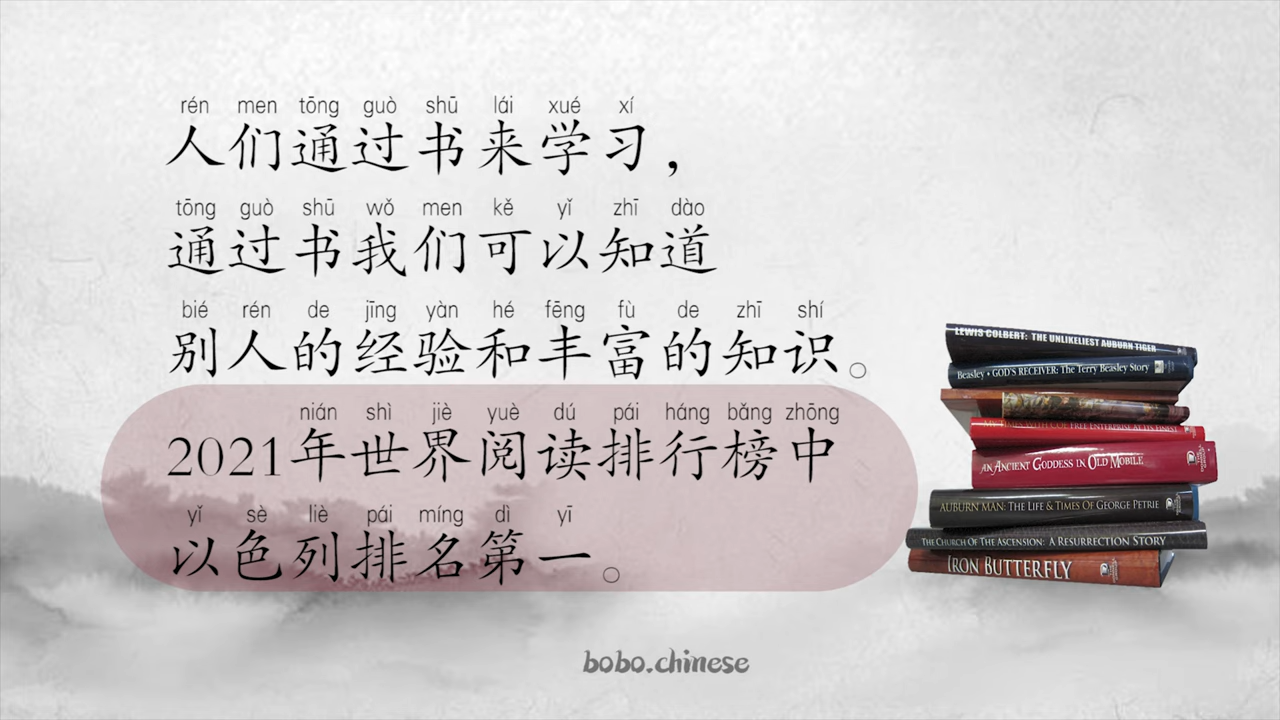 rén men tōng guò shū lái xué xí
人们通过书来学习，
tōng guò shū wǒ men kě yǐ zhī dào
通过书我们可以知道
bié rén de jīng yàn hé fēng fù de zhī shí
别人的经验和丰富的知识。
nián shì jiè yuè dú pái háng bǎng zhōng
2021年世界阅读排行榜中
yǐ sè liè pái míng dì yī
以色列排名第一。
LEWIS COLBERT: THE UNLIKELIEST AUBURN TIGER
Beasley • GOD'S RECEIVER: The Terry Beasley Story
AN ANCIENT GODDESS IN OLD MOBILE
AUBURN MAN: THE LIFE & TIMES OF GEORGE PETRIE
THE CHURCH OF THE ASCENSION: A RESURRECTION STORY
IRON BUTTERFLY
bobo.chinese